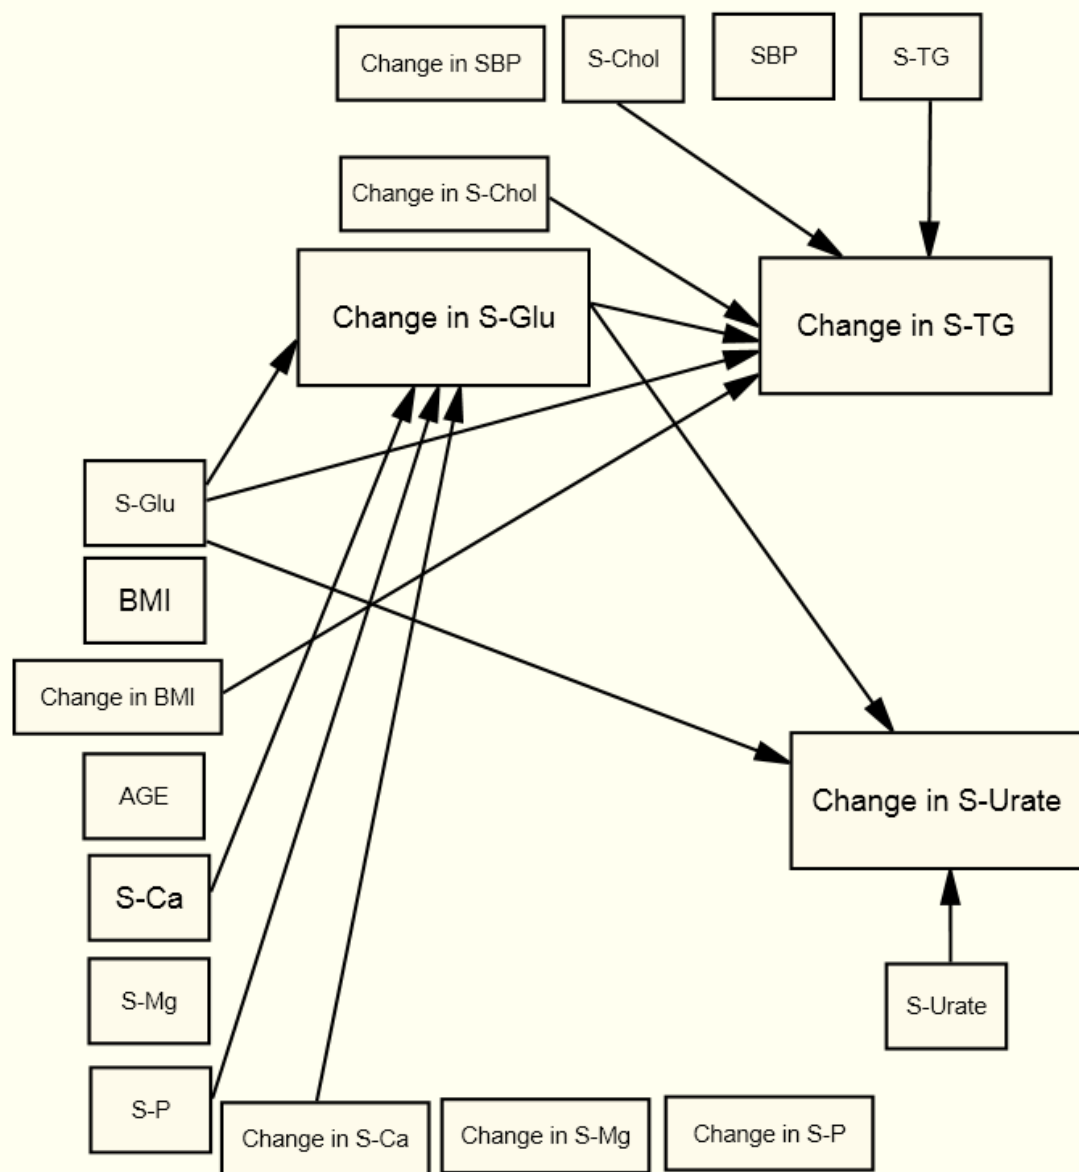 Change in SBP
S-Chol
SBP
S-TG
Change in S-Chol
Change in S-Glu
Change in S-TG
S-Glu
BMI
Change in BMI
AGE
Change in S-Urate
S-Ca
S-Mg
S-Urate
S-P
Change in S-Ca
Change in S-Mg
Change in S-P